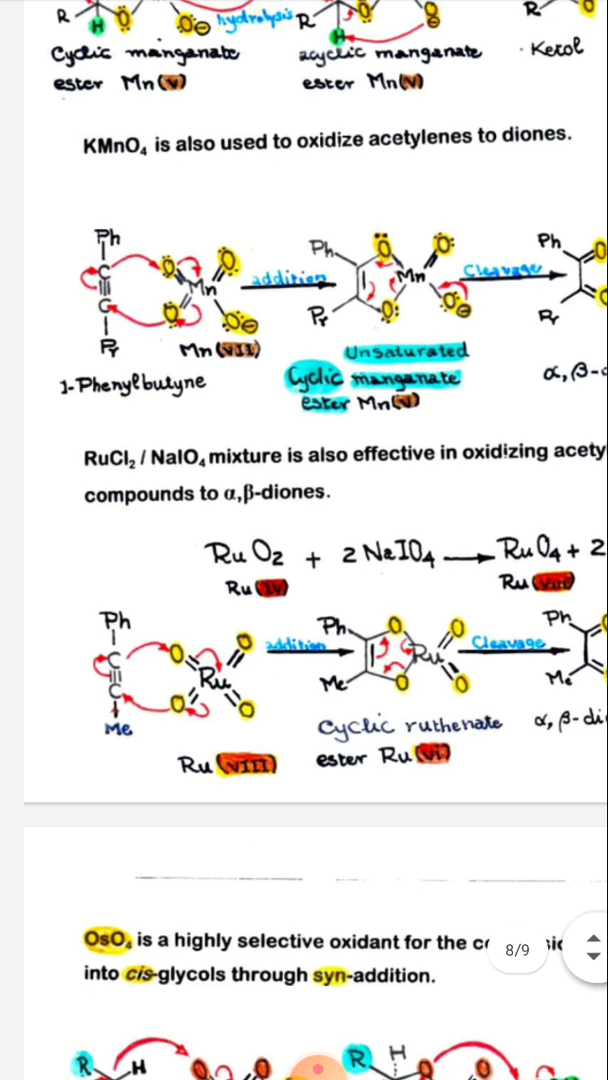 R H O O⊖ hydrolysis R O O H R
Cyclic manganate acyclic manganate · Ketol
ester Mn(V) ester Mn(V)
KMnO₄ is also used to oxidize acetylenes to diones.
Ph Ph Ph
C≡C O O Mn O O⊖ addition O O Mn O O⊖ Cleavage O
Pr Mn(VII) Pr Pr
Unsaturated
1-Phenylbutyne Cyclic manganate α, β-
ester Mn(V)
RuCl₂ / NaIO₄ mixture is also effective in oxidizing acety
compounds to α,β-diones.
RuO₂ + 2 NaIO₄ → RuO₄ + 2
Ru(IV) Ru(VIII)
Ph Ph Ph
C≡C O O Ru O O addition O O Ru O O Cleavage
Me Me Me
Cyclic ruthenate α, β-di
Ru(VIII) ester Ru(vi)
OsO₄ is a highly selective oxidant for the
8/9
into cis-glycols through syn-addition.
R H R H